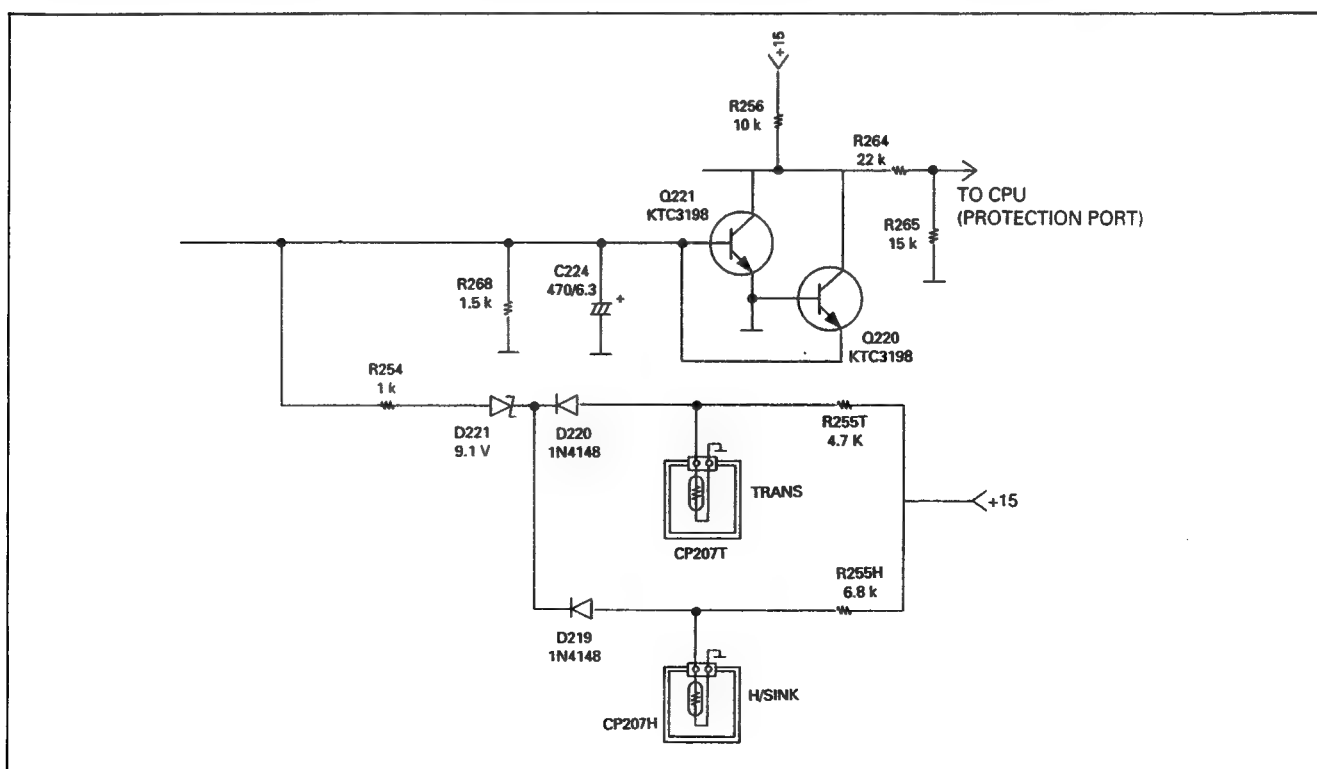 +15
R256
10 k
R264
22 k
Q221
KTC3198
TO CPU
(PROTECTION PORT)
R265
15 k
R268
1.5 k
C224
470/6.3
+
Q220
KTC3198
R254
1 k
D221
9.1 V
D220
1N4148
R255T
4.7 K
TRANS
+15
CP207T
R255H
6.8 k
D219
1N4148
H/SINK
CP207H